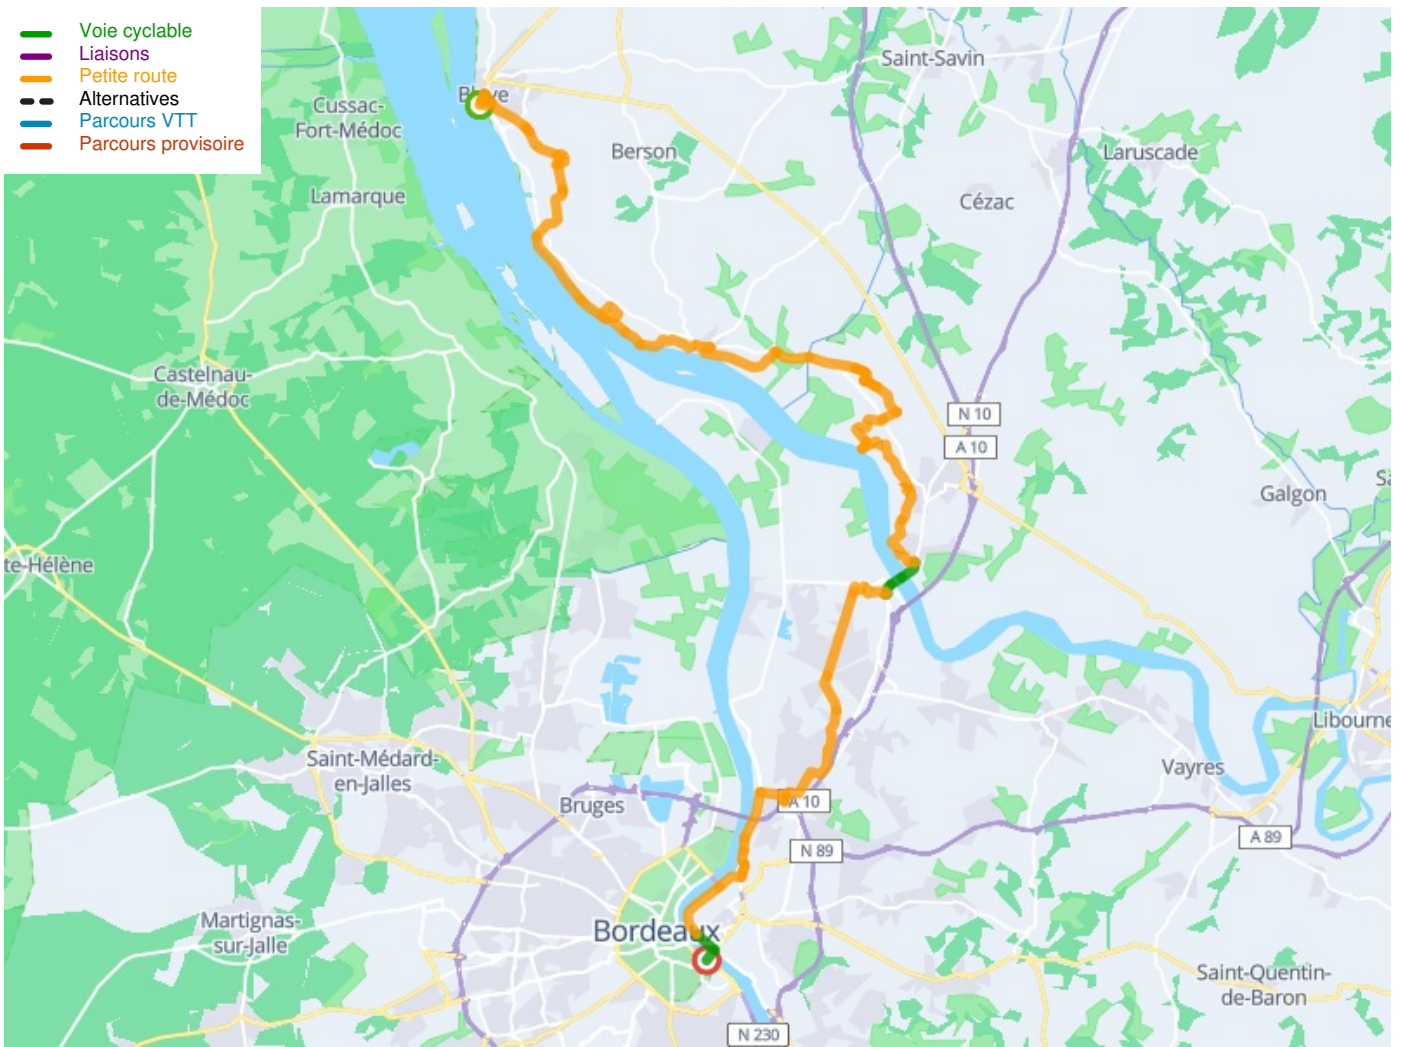 Voie cyclable
Liaisons
Petite route
Alternatives
Parcours VTT
Parcours provisoire
Saint-Savin
Cussac-
Fort-Médoc
Berson
Laruscade
Lamarque
Cézac
Castelnau-
de-Médoc
N 10
A 10
Galgon
te-Hélène
Libourne
Saint-Médard-
en-Jalles
Vayres
Bruges
A 10
A 89
N 89
Martignas-
sur-Jalle
Bordeaux
Saint-Quentin-
de-Baron
N 230